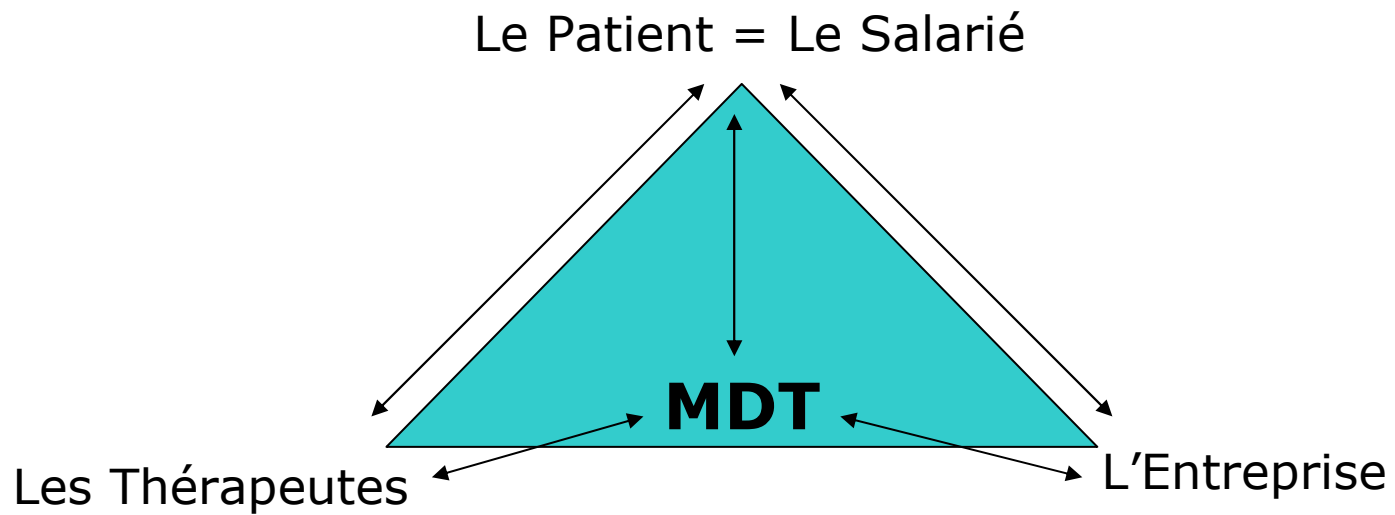 Le Patient = Le Salarié
MDT
Les Thérapeutes
L’Entreprise